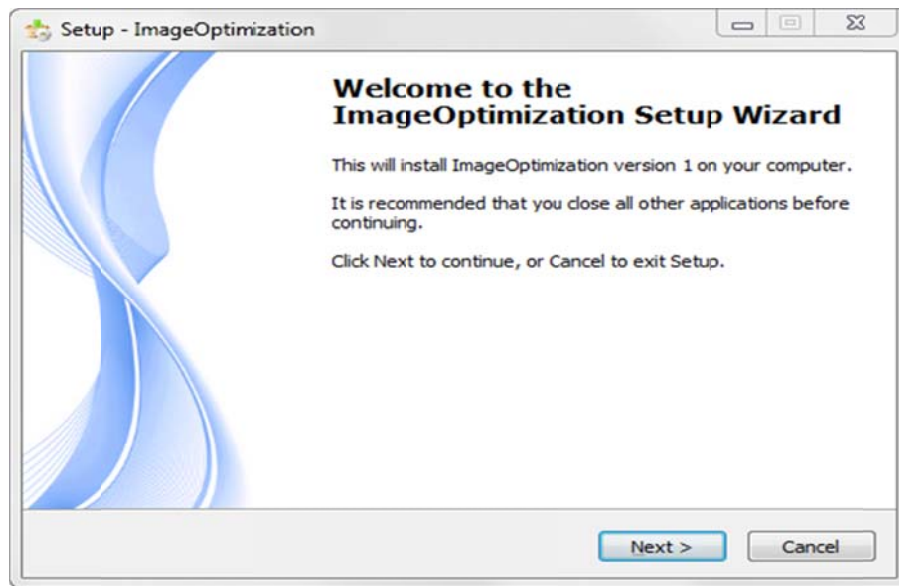 Setup - ImageOptimization
Welcome to the
ImageOptimization Setup Wizard
This will install ImageOptimization version 1 on your computer.
It is recommended that you close all other applications before
continuing.
Click Next to continue, or Cancel to exit Setup.
Next >
Cancel